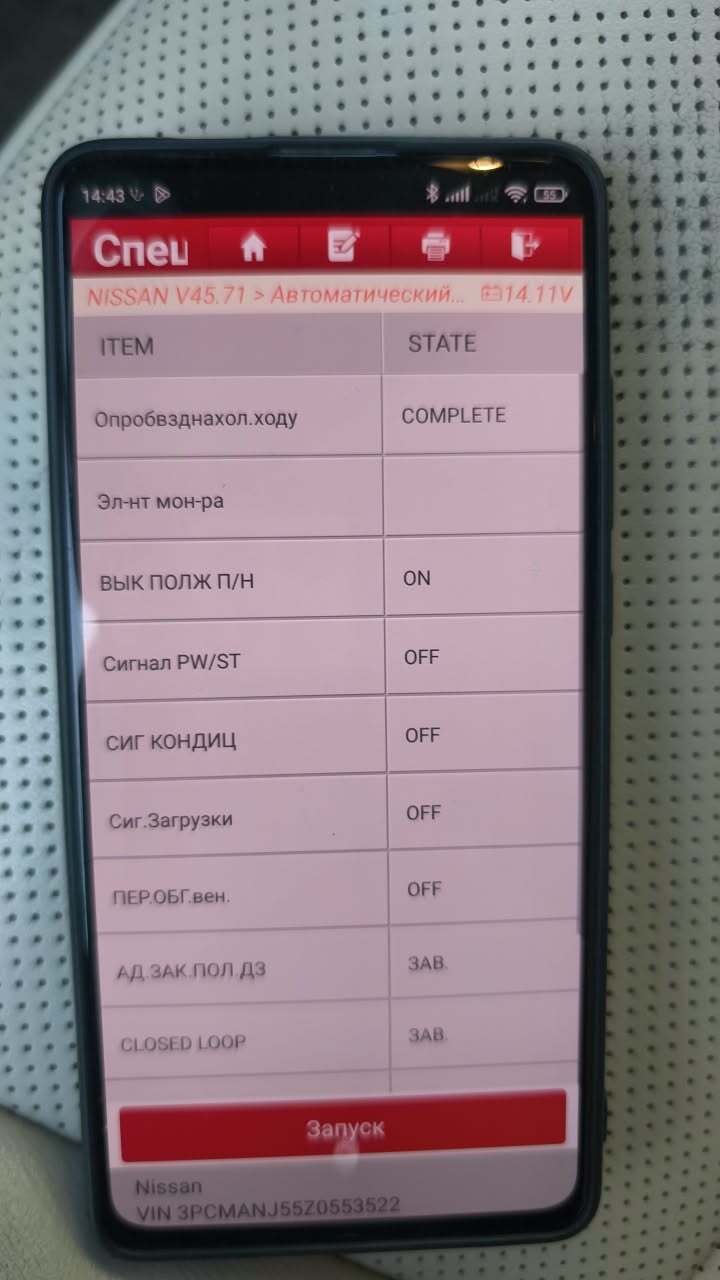 14:43
55
Спец
NISSAN V45.71 > Автоматический... 14.11V
ITEM STATE
Опробвзднахол.ходу COMPLETE
Эл-нт мон-ра
ВЫК ПОЛЖ П/Н ON
Сигнал PW/ST OFF
СИГ КОНДИЦ OFF
Сиг.Загрузки OFF
ПЕР.ОБГ.вен. OFF
АД.ЗАК.ПОЛ.ДЗ ЗАВ.
CLOSED LOOP ЗАВ.
Запуск
Nissan
VIN 3PCMANJ55Z0553522